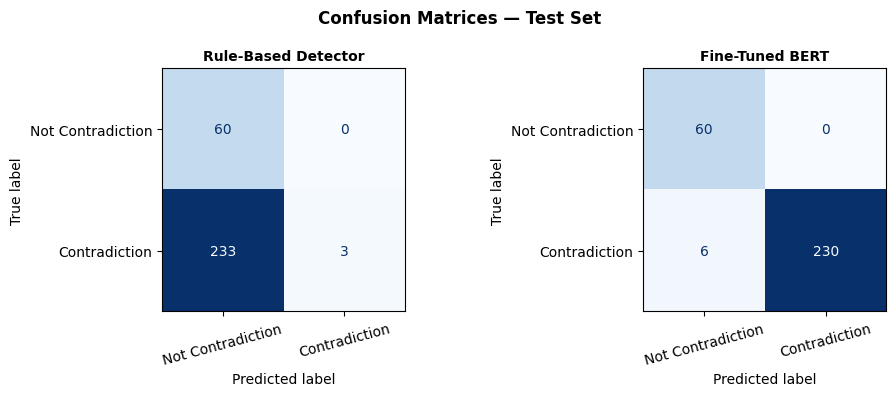 Confusion Matrices — Test Set
Rule-Based Detector
True label
Not Contradiction
60
0
Contradiction
233
3
Not Contradiction
Contradiction
Predicted label
Fine-Tuned BERT
True label
Not Contradiction
60
0
Contradiction
6
230
Not Contradiction
Contradiction
Predicted label